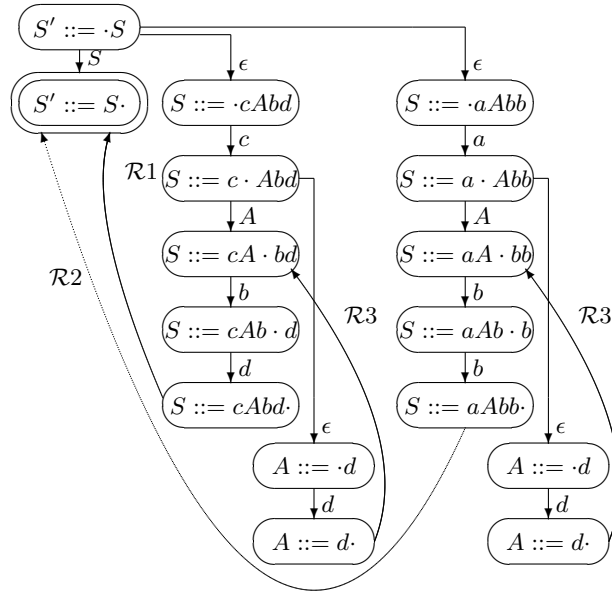 S′ ::= ·S
S
ϵ
ϵ
S′ ::= S·
S ::= ·cAbd
S ::= ·aAbb
c
a
R1
S ::= c · Abd
S ::= a · Abb
A
A
S ::= cA · bd
S ::= aA · bb
R2
b
R3
b
R3
S ::= cAb · d
S ::= aAb · b
d
b
S ::= cAbd·
S ::= aAbb·
ϵ
ϵ
A ::= ·d
A ::= ·d
d
d
A ::= d·
A ::= d·